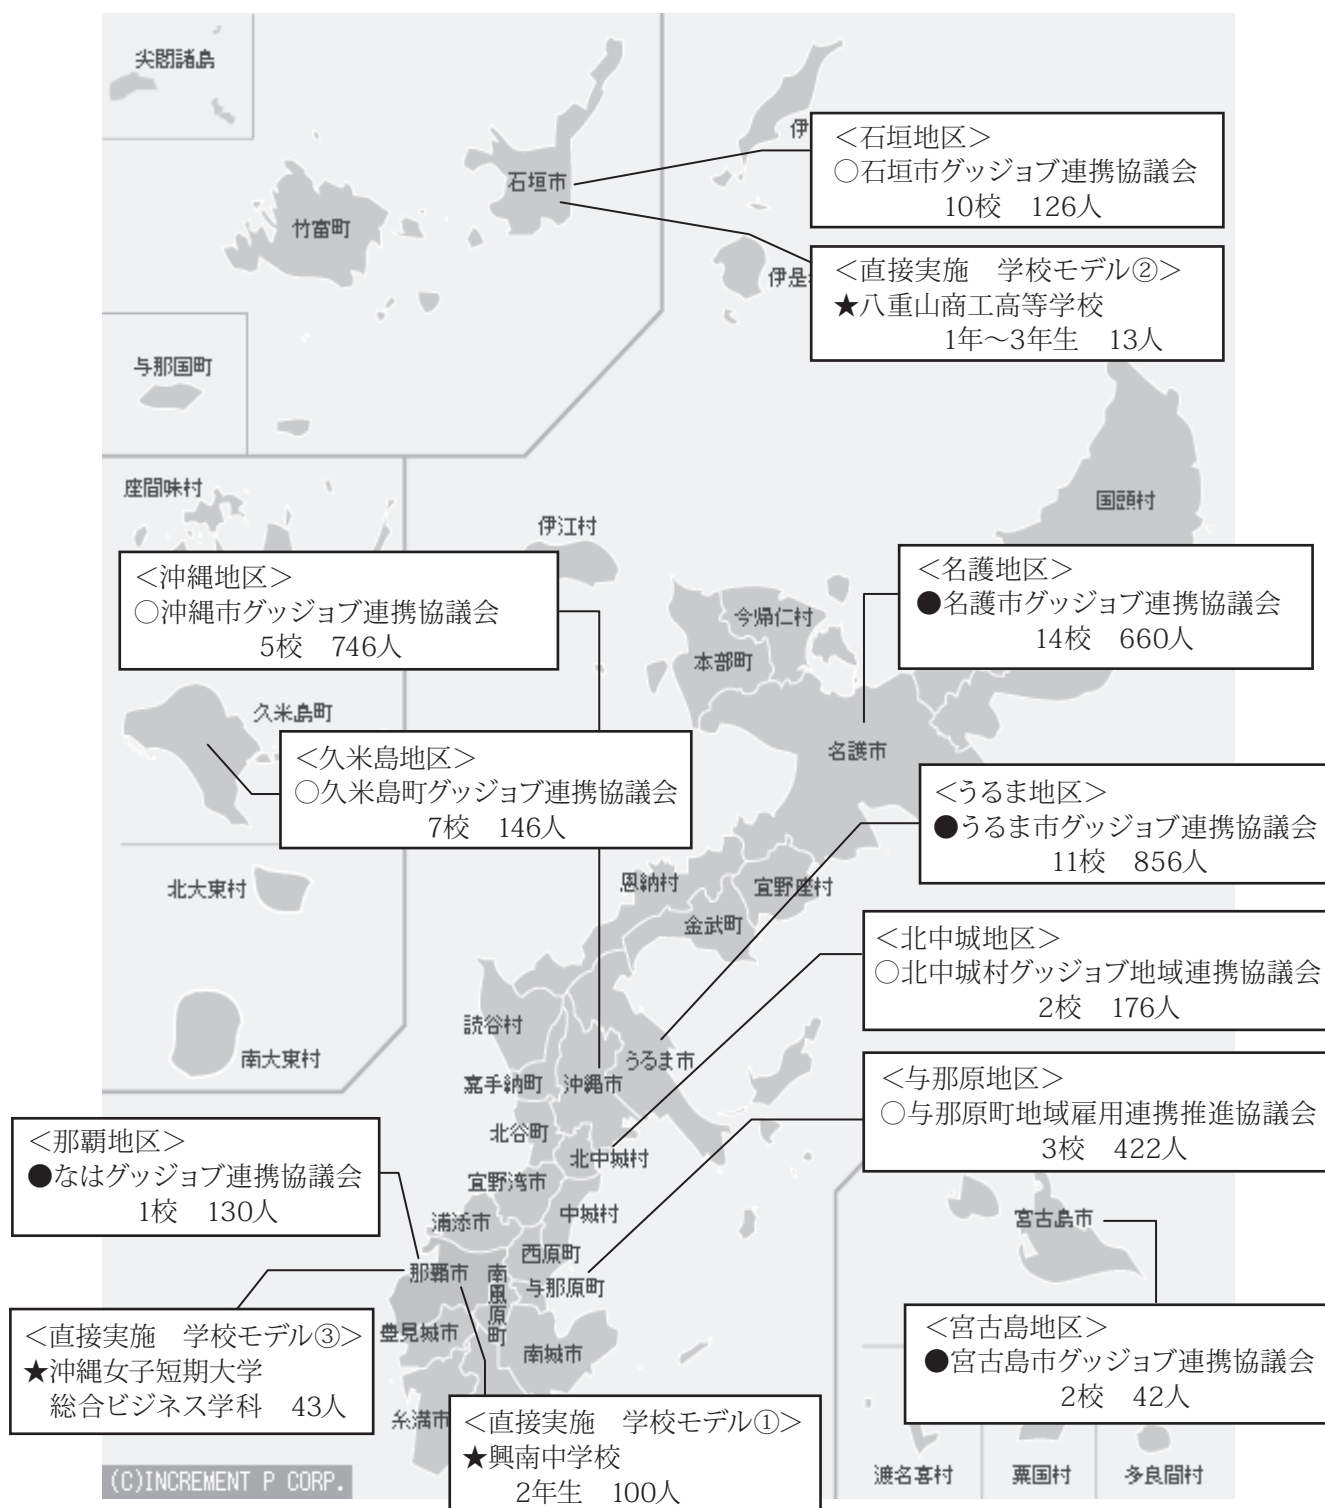 尖閣諸島
石垣市
竹富町
与那国町
<石垣地区>
○石垣市グッジョブ連携協議会
10校　126人
<直接実施　学校モデル②>
★八重山商工高等学校
1年～3年生　13人
伊
伊是
座間味村
伊江村
国頭村
<沖縄地区>
○沖縄市グッジョブ連携協議会
5校　746人
<名護地区>
●名護市グッジョブ連携協議会
14校　660人
今帰仁村
本部町
久米島町
名護市
<久米島地区>
○久米島町グッジョブ連携協議会
7校　146人
<うるま地区>
●うるま市グッジョブ連携協議会
11校　856人
北大東村
恩納村
宜野座村
金武町
<北中城地区>
○北中城村グッジョブ地域連携協議会
2校　176人
読谷村
南大東村
うるま市
嘉手納町
沖縄市
<与那原地区>
○与那原町地域雇用連携推進協議会
3校　422人
北谷町
北中城村
<那覇地区>
●なはグッジョブ連携協議会
1校　130人
宜野湾市
中城村
浦添市
宮古島市
西原町
那覇市
南風原町
与那原町
<直接実施　学校モデル③>
★沖縄女子短期大学
総合ビジネス学科　43人
豊見城市
南城市
<宮古島地区>
●宮古島市グッジョブ連携協議会
2校　42人
糸満市
<直接実施　学校モデル①>
★興南中学校
2年生　100人
渡名喜村
粟国村
多良間村
(C)INCREMENT P CORP.